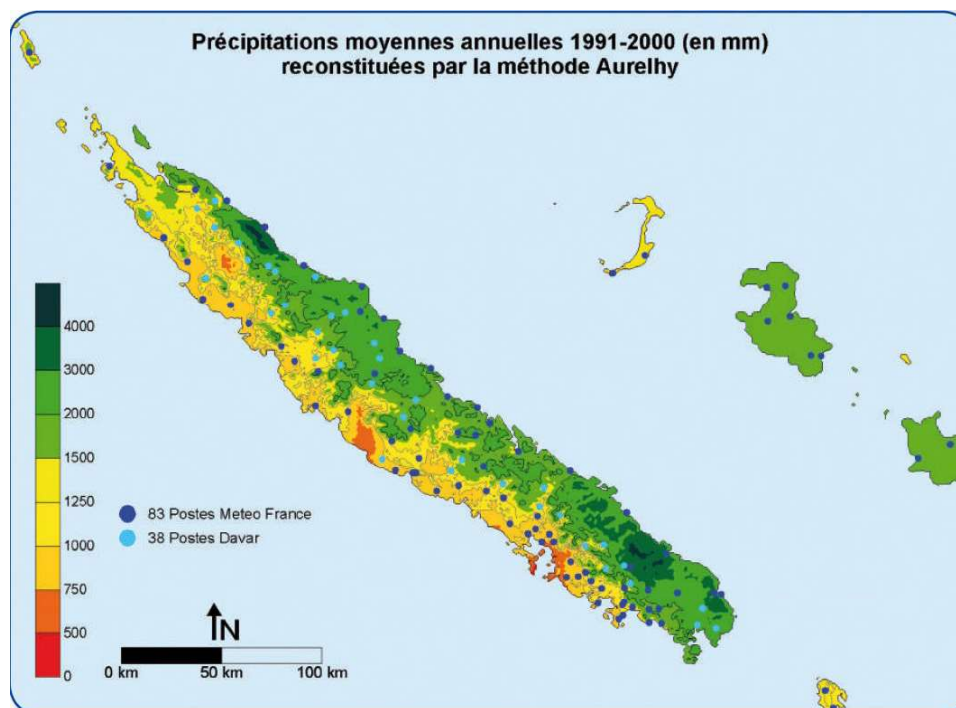 Précipitations moyennes annuelles 1991-2000 (en mm)
reconstituées par la méthode Aurelhy
4000
3000
2000
1500
1250
1000
750
500
0
83 Postes Meteo France
38 Postes Davar
N
0 km 50 km 100 km